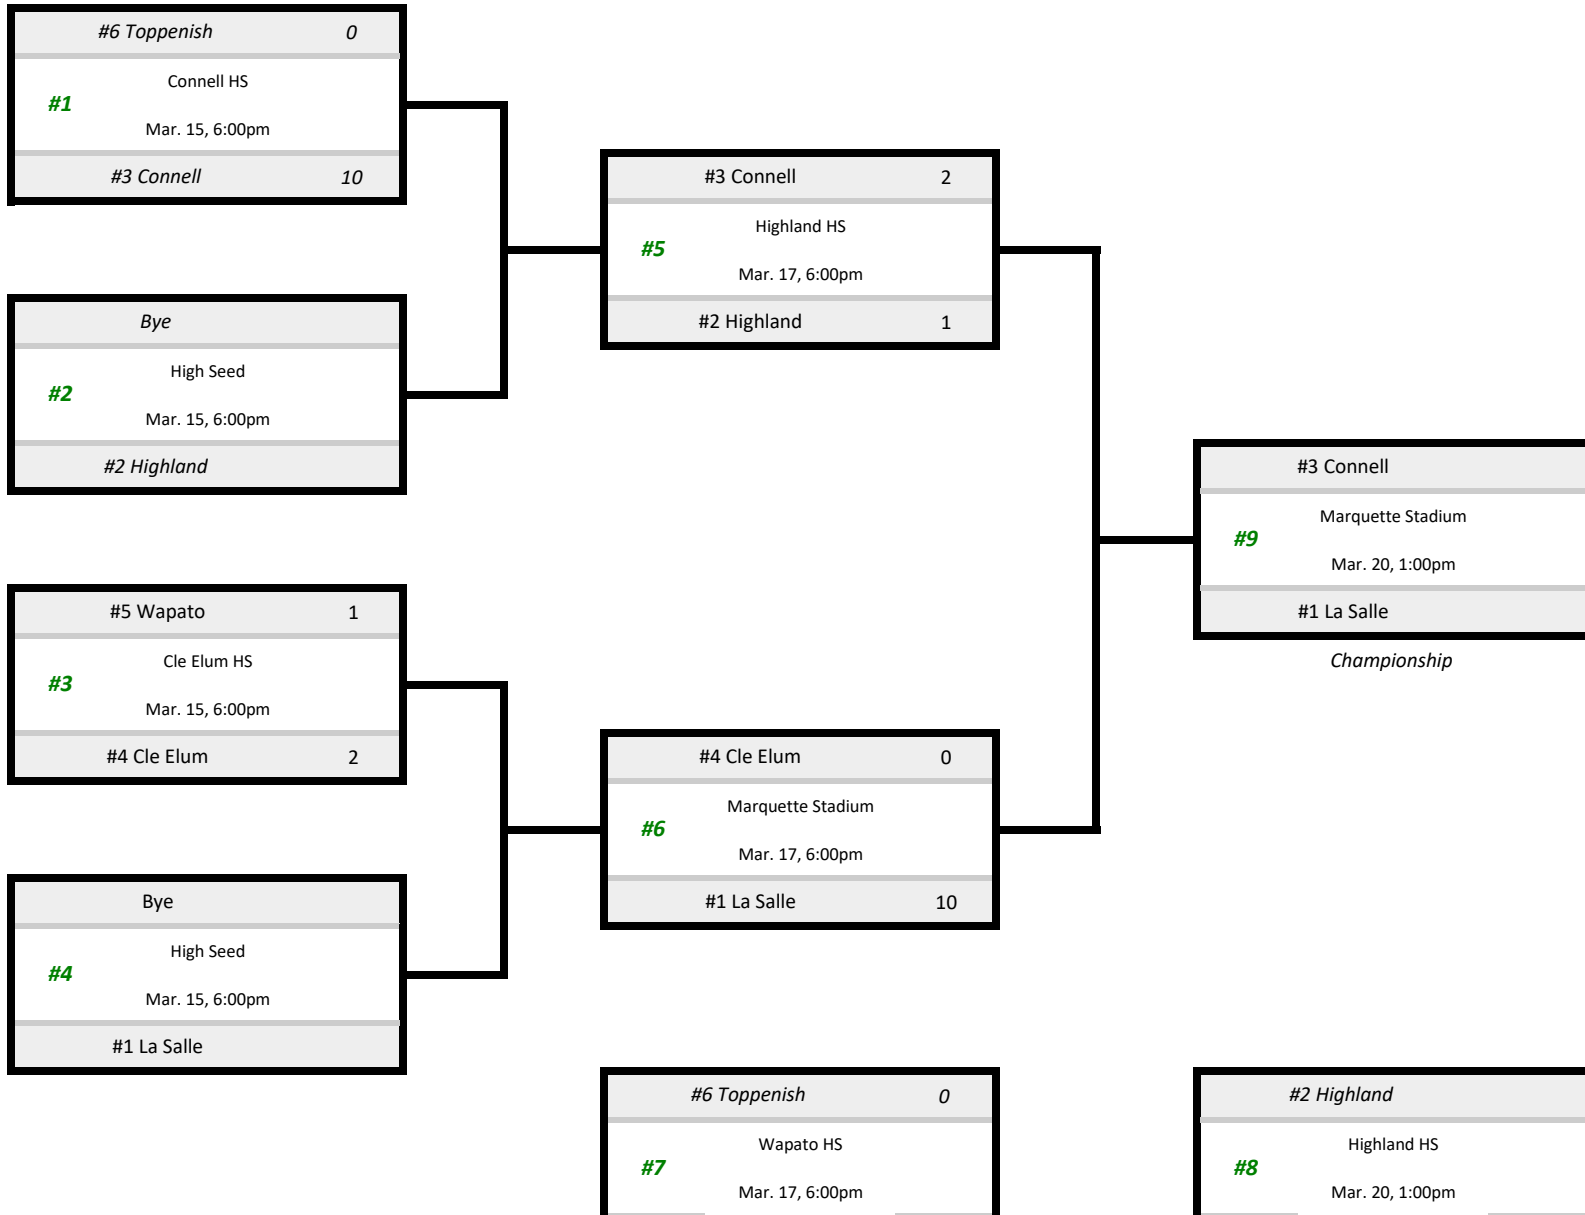 #6 Toppenish 0
Connell HS
#1
Mar. 15, 6:00pm
#3 Connell 10
Bye
High Seed
#2
Mar. 15, 6:00pm
#2 Highland
#5 Wapato 1
Cle Elum HS
#3
Mar. 15, 6:00pm
#4 Cle Elum 2
Bye
High Seed
#4
Mar. 15, 6:00pm
#1 La Salle
#3 Connell 2
Highland HS
#5
Mar. 17, 6:00pm
#2 Highland 1
#4 Cle Elum 0
Marquette Stadium
#6
Mar. 17, 6:00pm
#1 La Salle 10
#3 Connell
Marquette Stadium
#9
Mar. 20, 1:00pm
#1 La Salle
Championship
#6 Toppenish 0
Wapato HS
#7
Mar. 17, 6:00pm
#2 Highland
Highland HS
#8
Mar. 20, 1:00pm